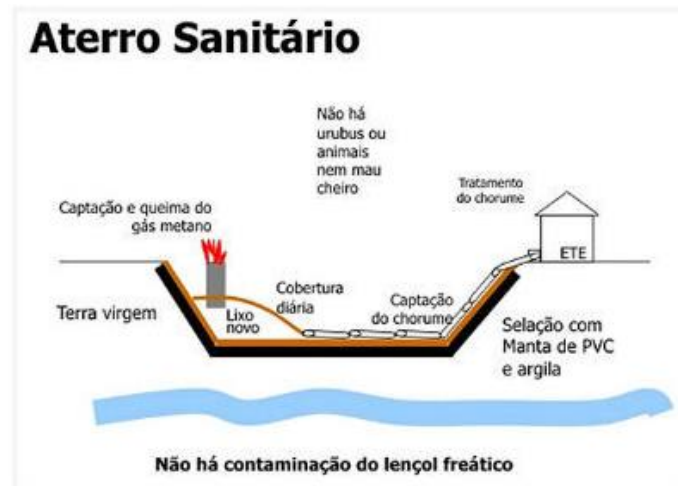 Aterro Sanitário
Não há
urubus ou
animais
nem mau
cheiro
Captação e queima do
gás metano
Tratamento
do chorume
ETE
Terra virgem
Lixo
novo
Cobertura
diária
Captação
do chorume
Selação com
Manta de PVC
e argila
Não há contaminação do lençol freático